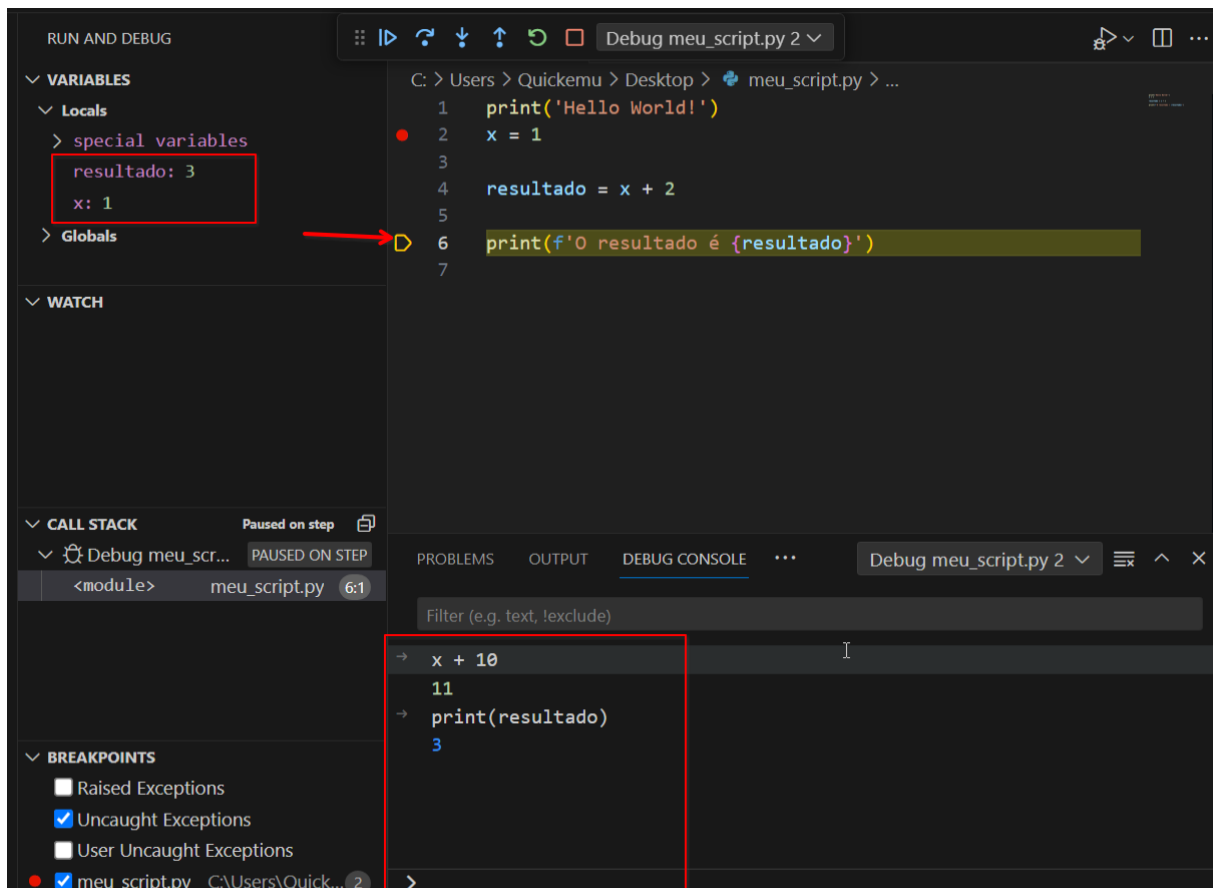 RUN AND DEBUG
Debug meu_script.py 2
VARIABLES
Locals
special variables
resultado: 3
x: 1
Globals
WATCH
CALL STACK Paused on step
Debug meu_scr... PAUSED ON STEP
<module> meu_script.py 6:1
BREAKPOINTS
Raised Exceptions
Uncaught Exceptions
User Uncaught Exceptions
meu_script.py C:\Users\Quick... 2
C: > Users > Quickemu > Desktop > meu_script.py > ...
1 print('Hello World!')
2 x = 1
3
4 resultado = x + 2
5
6 print(f'O resultado é {resultado}')
7
PROBLEMS OUTPUT DEBUG CONSOLE ... Debug meu_script.py 2
Filter (e.g. text, !exclude)
x + 10
11
print(resultado)
3